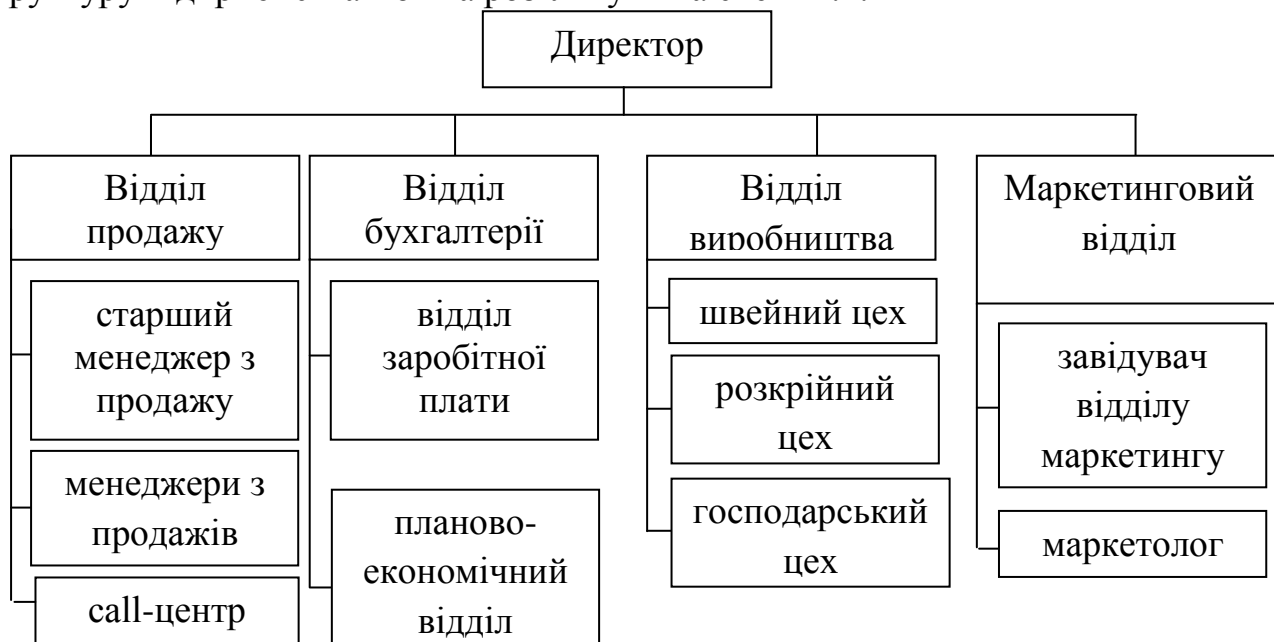 Директор
Відділ
продажу
старший
менеджер з
продажу
менеджери з
продажів
call-центр
Відділ
бухгалтерії
відділ
заробітної
плати
планово-
економічний
відділ
Відділ
виробництва
швейний цех
розкрійний
цех
господарський
цех
Маркетинговий
відділ
завідувач
відділу
маркетингу
маркетолог